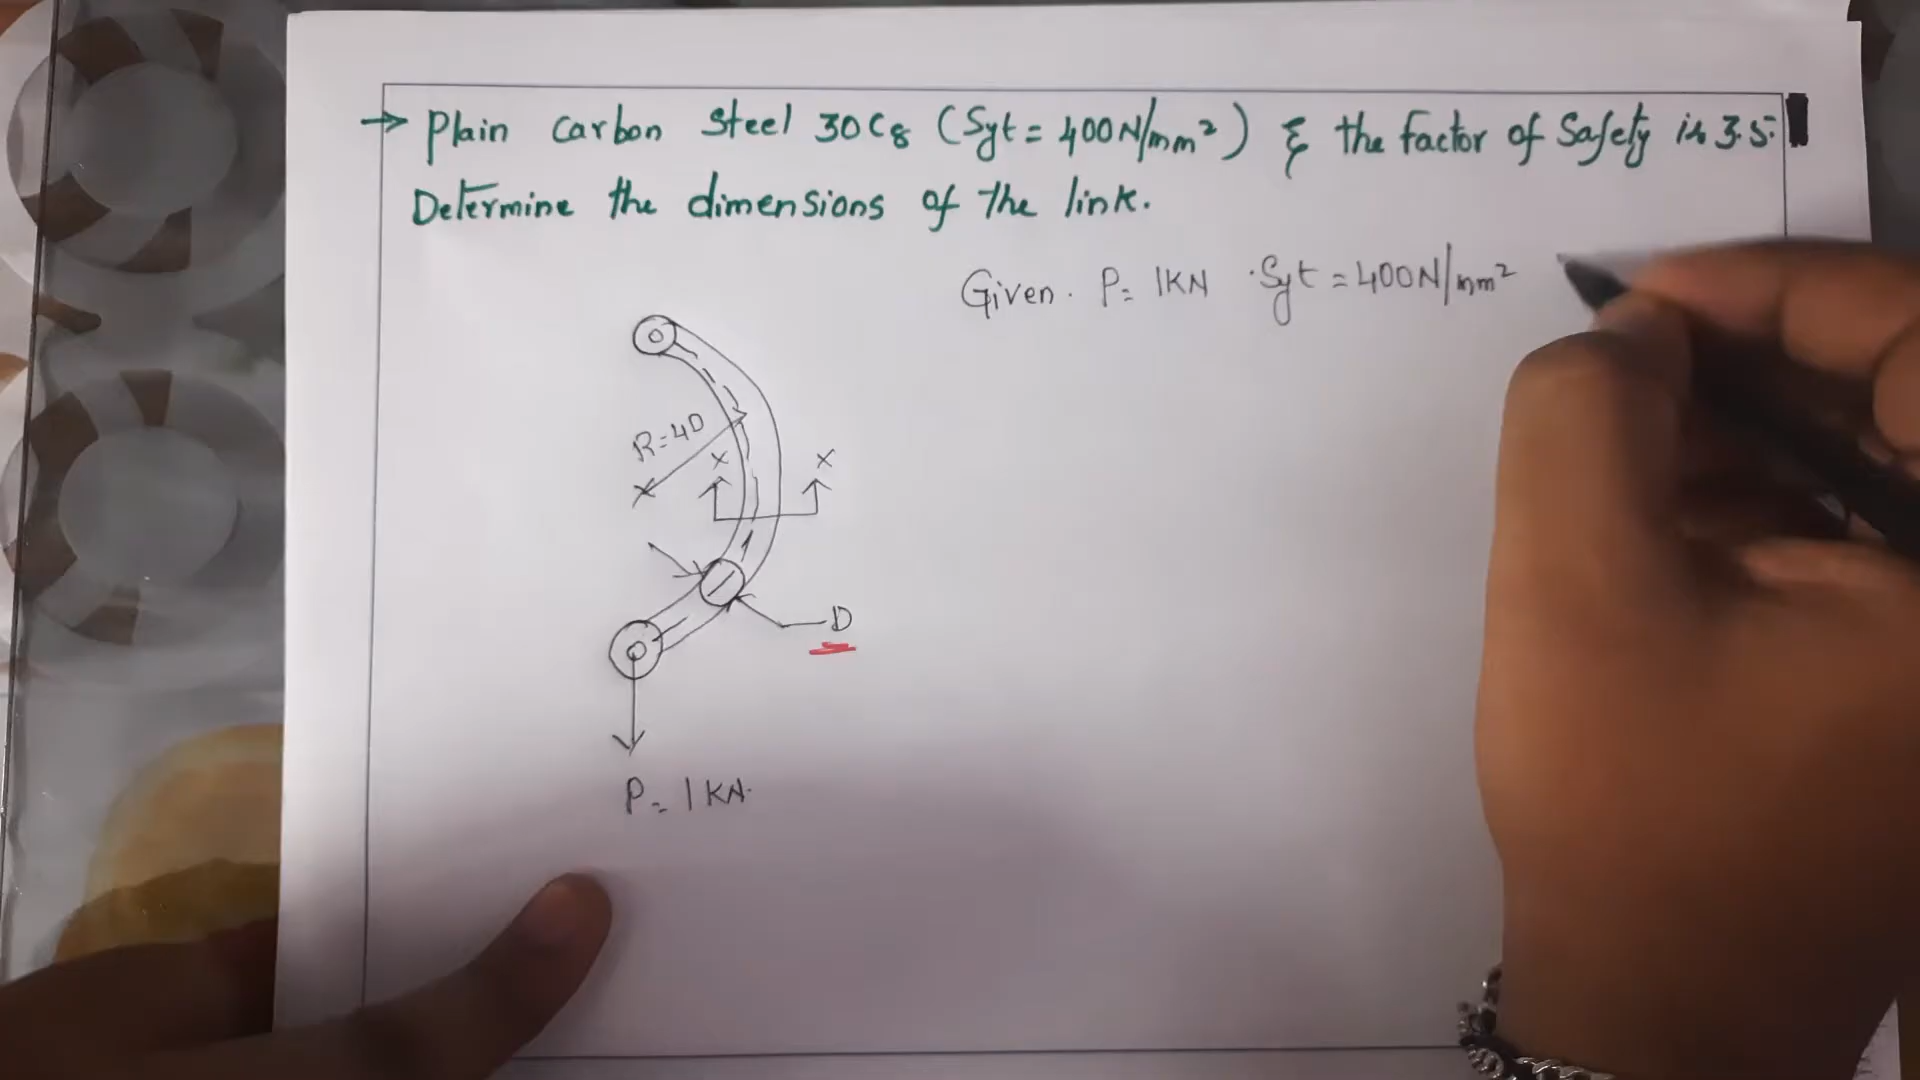 → Plain carbon steel 30C8 (Syt = 400N/mm²) & the factor of Safety is 3.5.
Determine the dimensions of the link.
Given. P= 1KN Syt = 400N/mm²
R=4D
x x
D
P= 1KN.